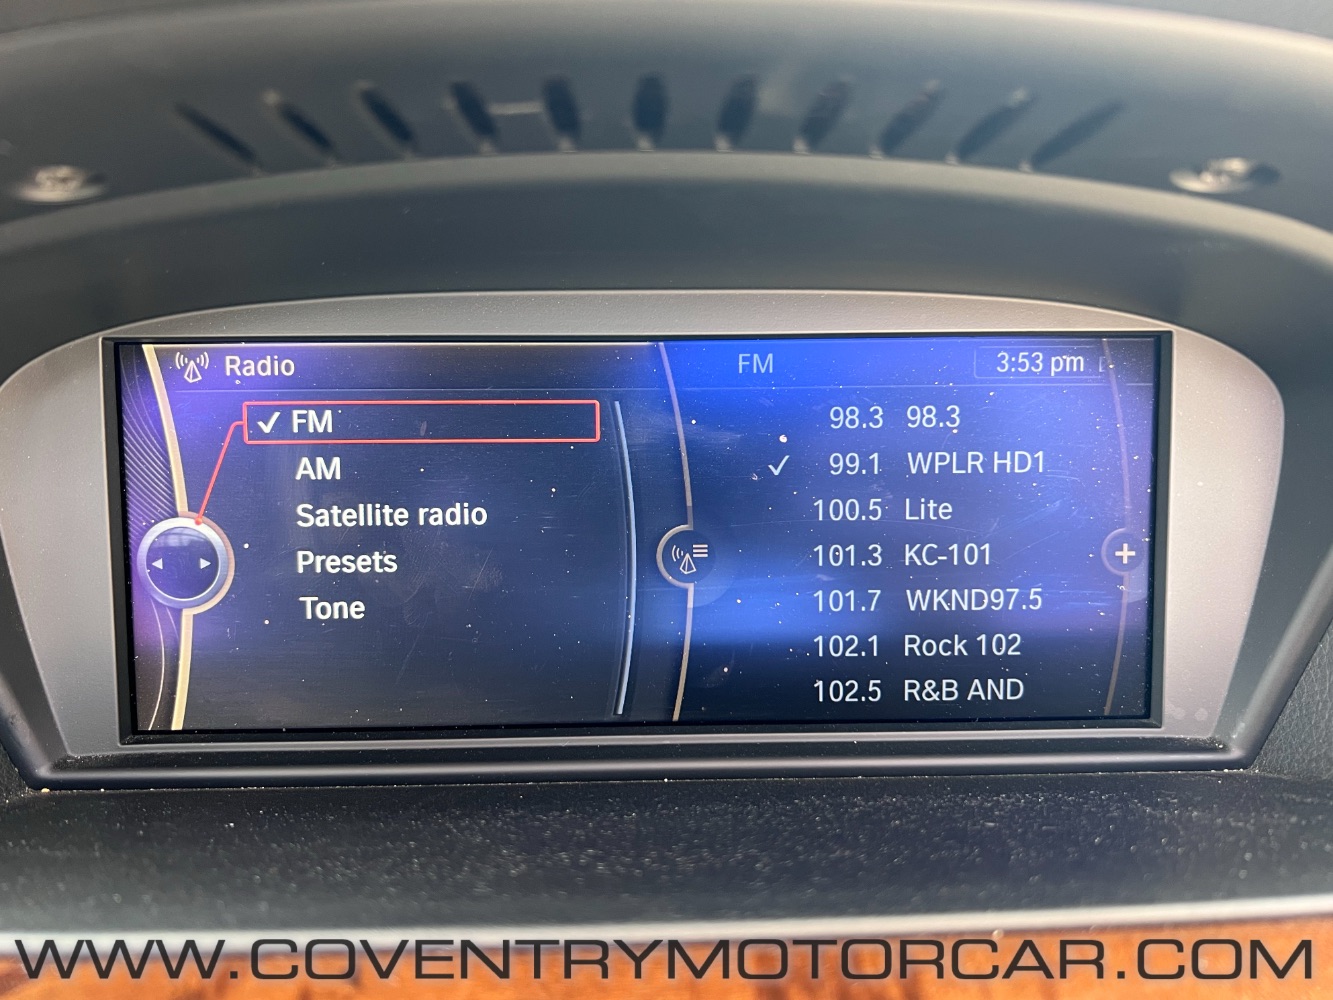 Radio
FM
3:53 pm
✓ FM
AM
Satellite radio
Presets
Tone
98.3 98.3
✓ 99.1 WPLR HD1
100.5 Lite
101.3 KC-101
101.7 WKND97.5
102.1 Rock 102
102.5 R&B AND
WWW.COVENTRYMOTORCAR.COM